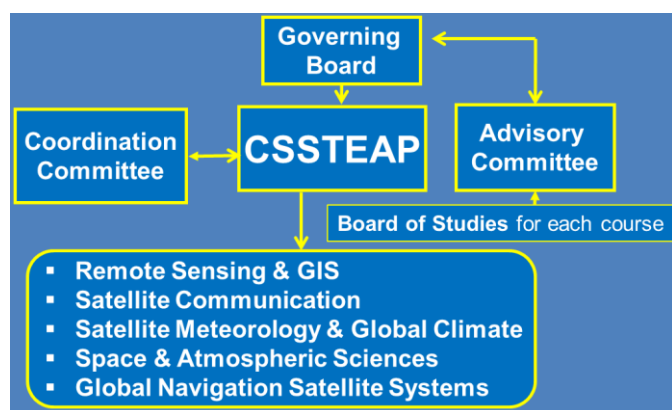 Governing
Board
Coordination
Committee
CSSTEAP
Advisory
Committee
Board of Studies for each course
▪ Remote Sensing & GIS
▪ Satellite Communication
▪ Satellite Meteorology & Global Climate
▪ Space & Atmospheric Sciences
▪ Global Navigation Satellite Systems